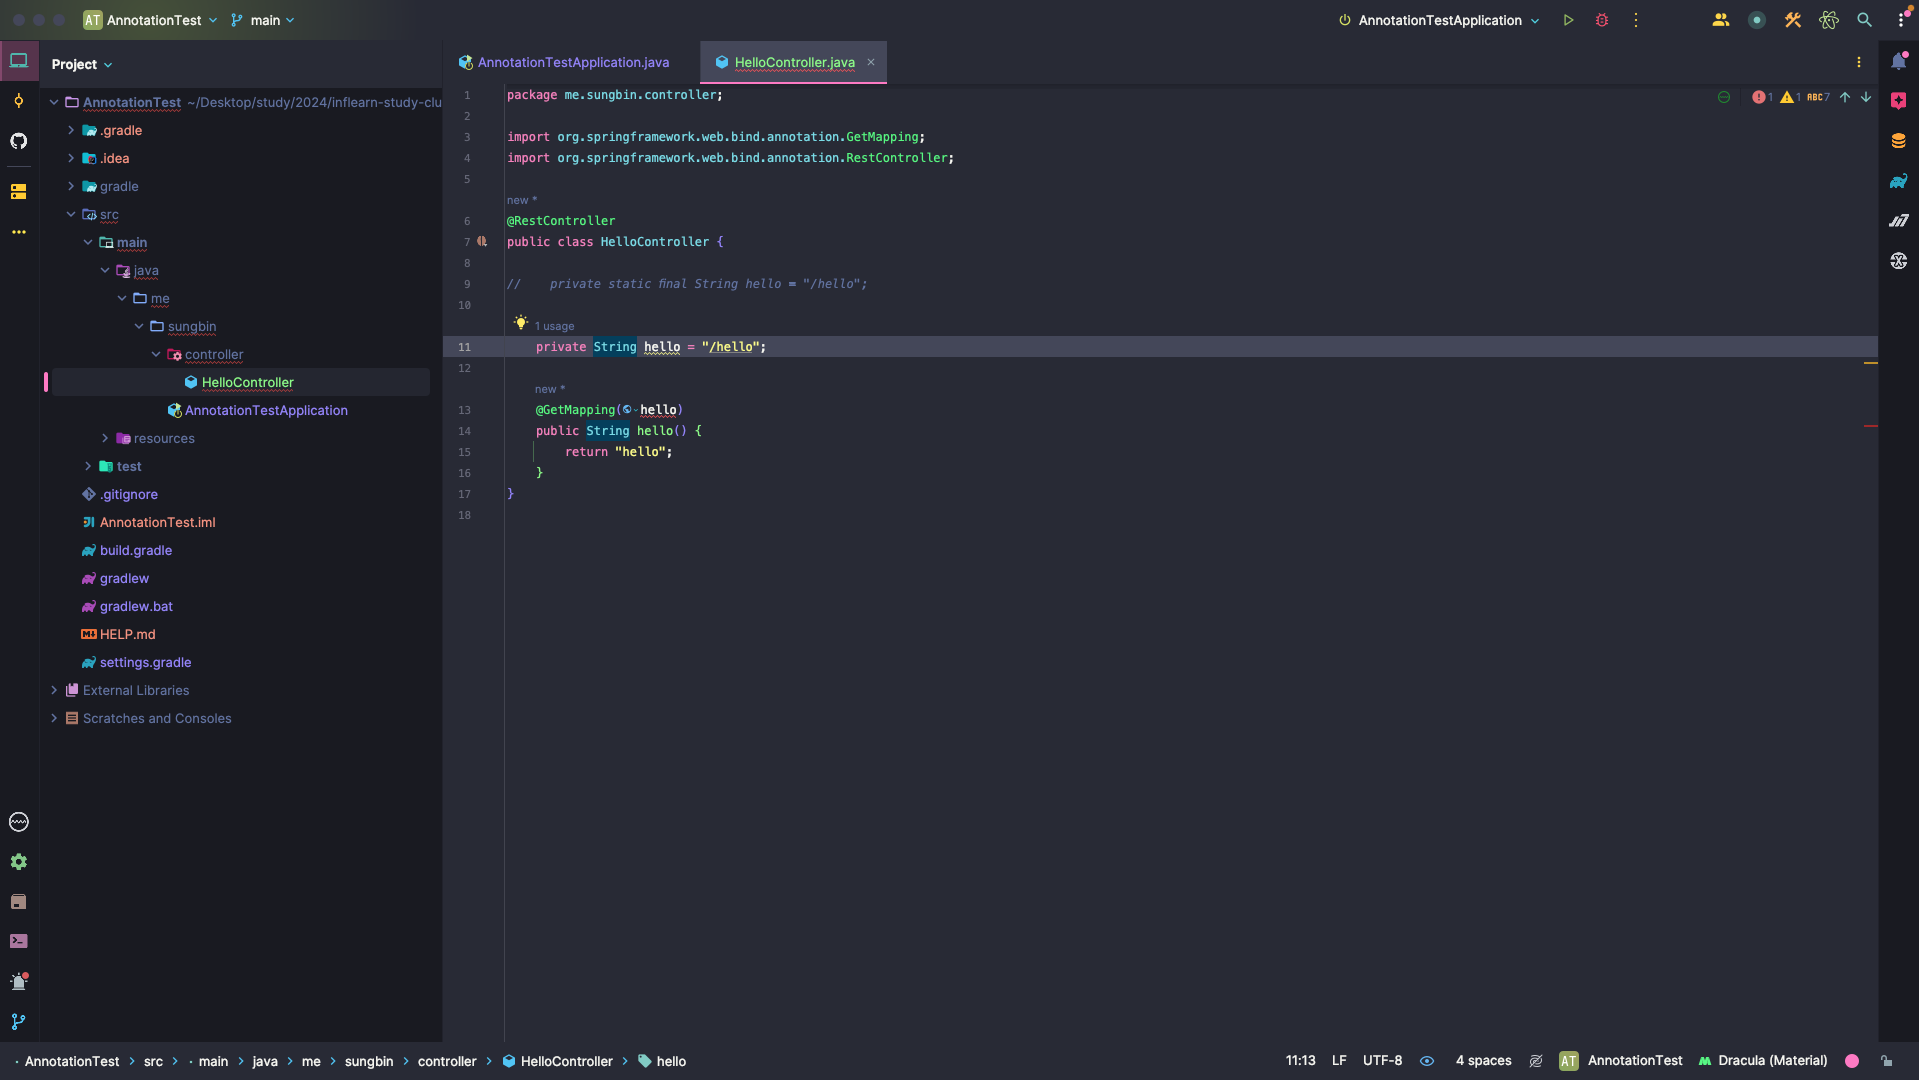 AT AnnotationTest main AnnotationTestApplication
Project
AnnotationTest ~/Desktop/study/2024/inflearn-study-clu
.gradle
.idea
gradle
src
main
java
me
sungbin
controller
HelloController
AnnotationTestApplication
resources
test
.gitignore
AnnotationTest.iml
build.gradle
gradlew
gradlew.bat
HELP.md
settings.gradle
External Libraries
Scratches and Consoles
AnnotationTestApplication.java HelloController.java
1 1 ABC 7
1 package me.sungbin.controller;
2
3 import org.springframework.web.bind.annotation.GetMapping;
4 import org.springframework.web.bind.annotation.RestController;
5
new *
6 @RestController
7 public class HelloController {
8
9 //    private static final String hello = "/hello";
10
1 usage
11     private String hello = "/hello";
12
new *
13     @GetMapping(hello)
14     public String hello() {
15         return "hello";
16     }
17 }
18
AnnotationTest src main java me sungbin controller HelloController hello 11:13 LF UTF-8 4 spaces AT AnnotationTest Dracula (Material)